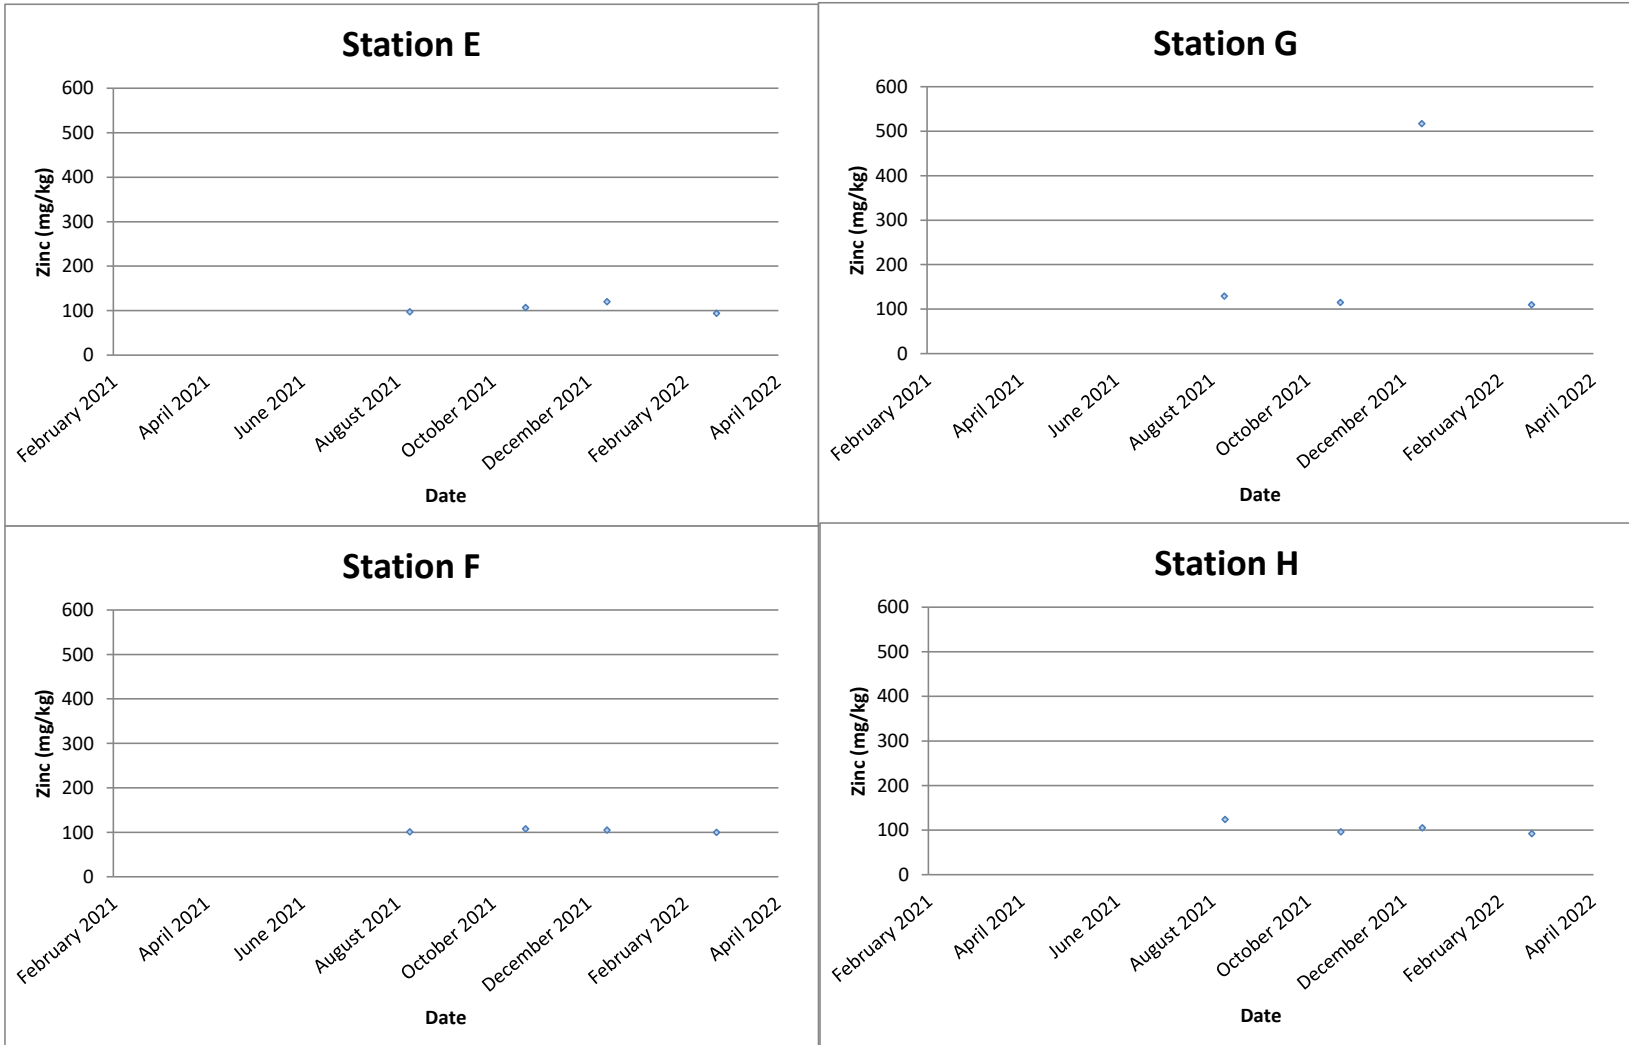 Station E
600
500
400
300
200
100
0
Zinc (mg/kg)
February 2021
April 2021
June 2021
August 2021
October 2021
December 2021
February 2022
April 2022
Date
Station G
600
500
400
300
200
100
0
Zinc (mg/kg)
February 2021
April 2021
June 2021
August 2021
October 2021
December 2021
February 2022
April 2022
Date
Station F
600
500
400
300
200
100
0
Zinc (mg/kg)
February 2021
April 2021
June 2021
August 2021
October 2021
December 2021
February 2022
April 2022
Date
Station H
600
500
400
300
200
100
0
Zinc (mg/kg)
February 2021
April 2021
June 2021
August 2021
October 2021
December 2021
February 2022
April 2022
Date